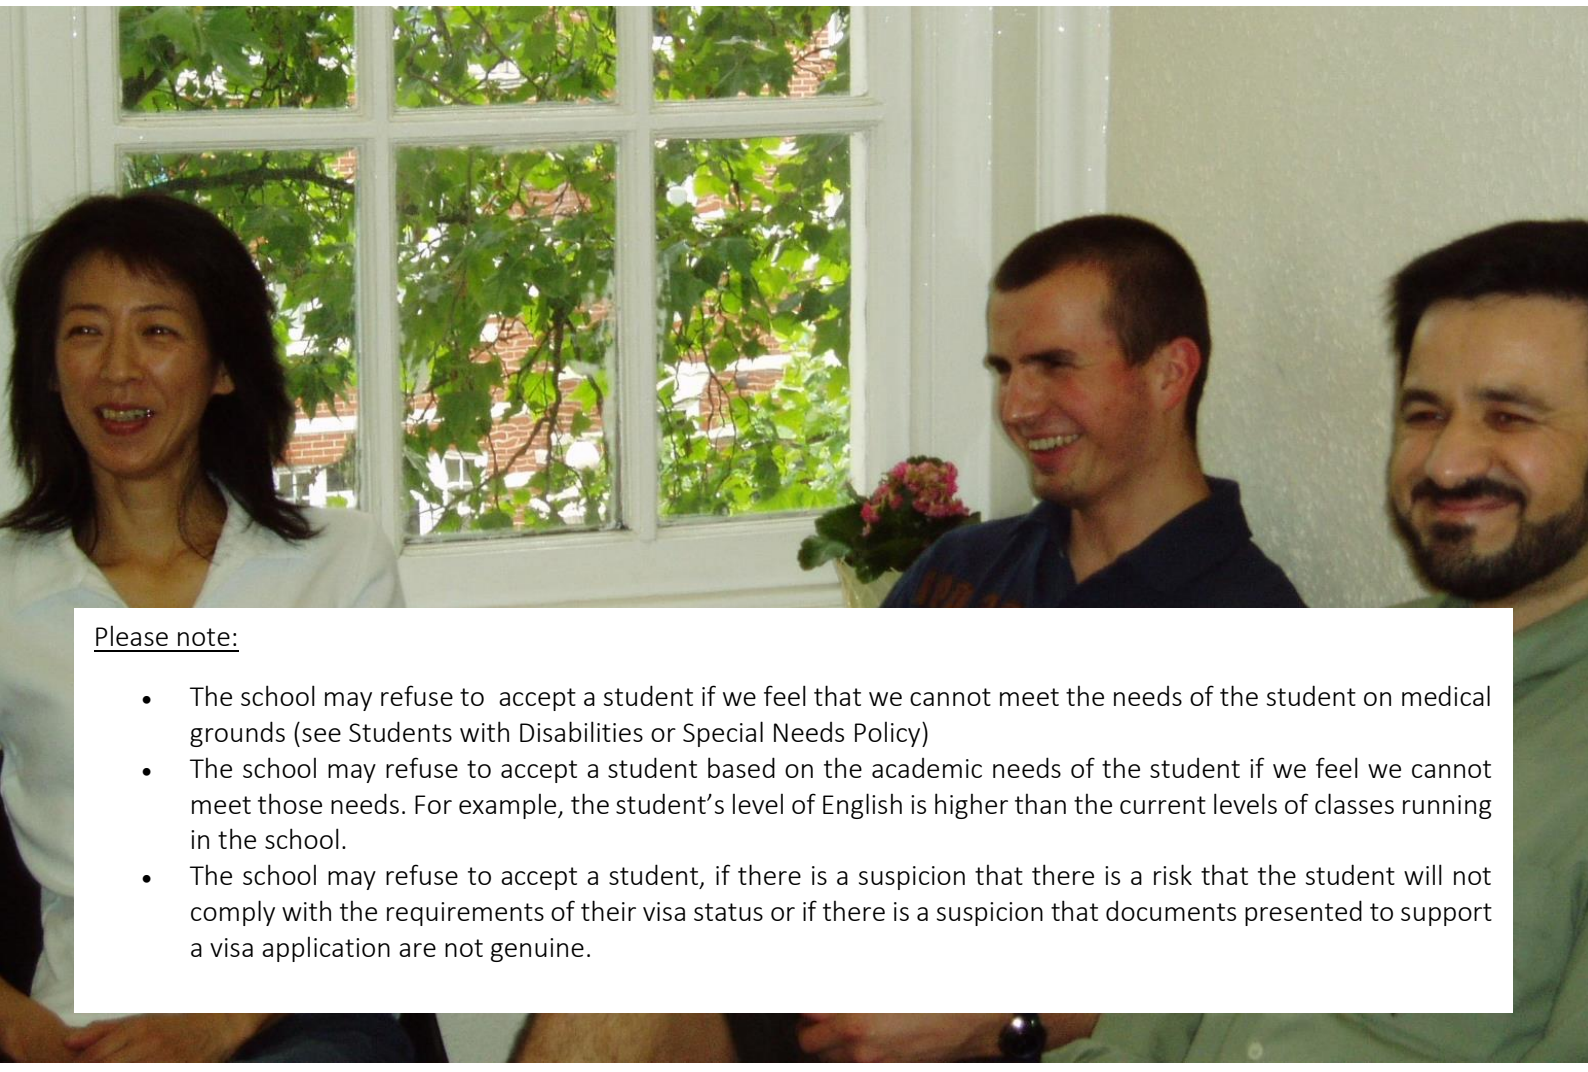 Please note:
• The school may refuse to  accept a student if we feel that we cannot meet the needs of the student on medical
grounds (see Students with Disabilities or Special Needs Policy)
• The school may refuse to accept a student based on the academic needs of the student if we feel we cannot
meet those needs. For example, the student’s level of English is higher than the current levels of classes running
in the school.
• The school may refuse to accept a student, if there is a suspicion that there is a risk that the student will not
comply with the requirements of their visa status or if there is a suspicion that documents presented to support
a visa application are not genuine.